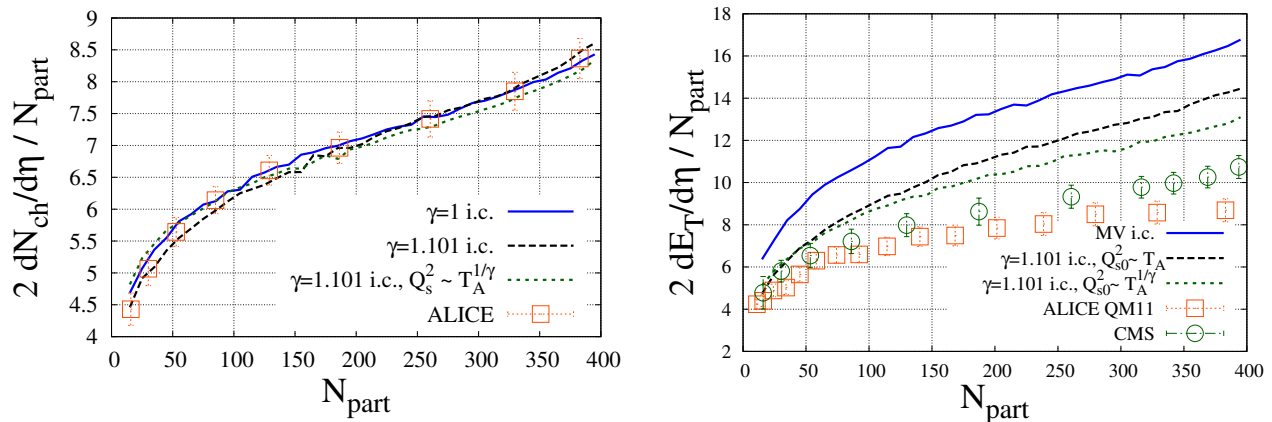 2 dN_ch/dη / N_part
9
8.5
8
7.5
7
6.5
6
5.5
5
4.5
4
0 50 100 150 200 250 300 350 400
N_part
γ=1 i.c.
γ=1.101 i.c.
γ=1.101 i.c., Q_s^2 ~ T_A^{1/γ}
ALICE
2 dE_T/dη / N_part
18
16
14
12
10
8
6
4
2
0 50 100 150 200 250 300 350 400
N_part
MV i.c.
γ=1.101 i.c., Q_{s0}^2~ T_A
γ=1.101 i.c., Q_{s0}^2~ T_A^{1/γ}
ALICE QM11
CMS